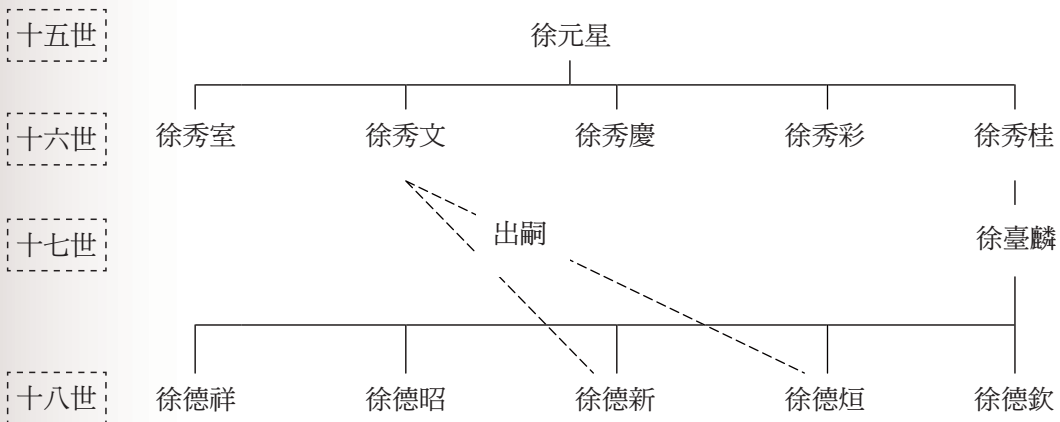 十五世 徐元星
十六世 徐秀室 徐秀文 徐秀慶 徐秀彩 徐秀桂
十七世 出嗣 徐臺麟
十八世 徐德祥 徐德昭 徐德新 徐德烜 徐德欽